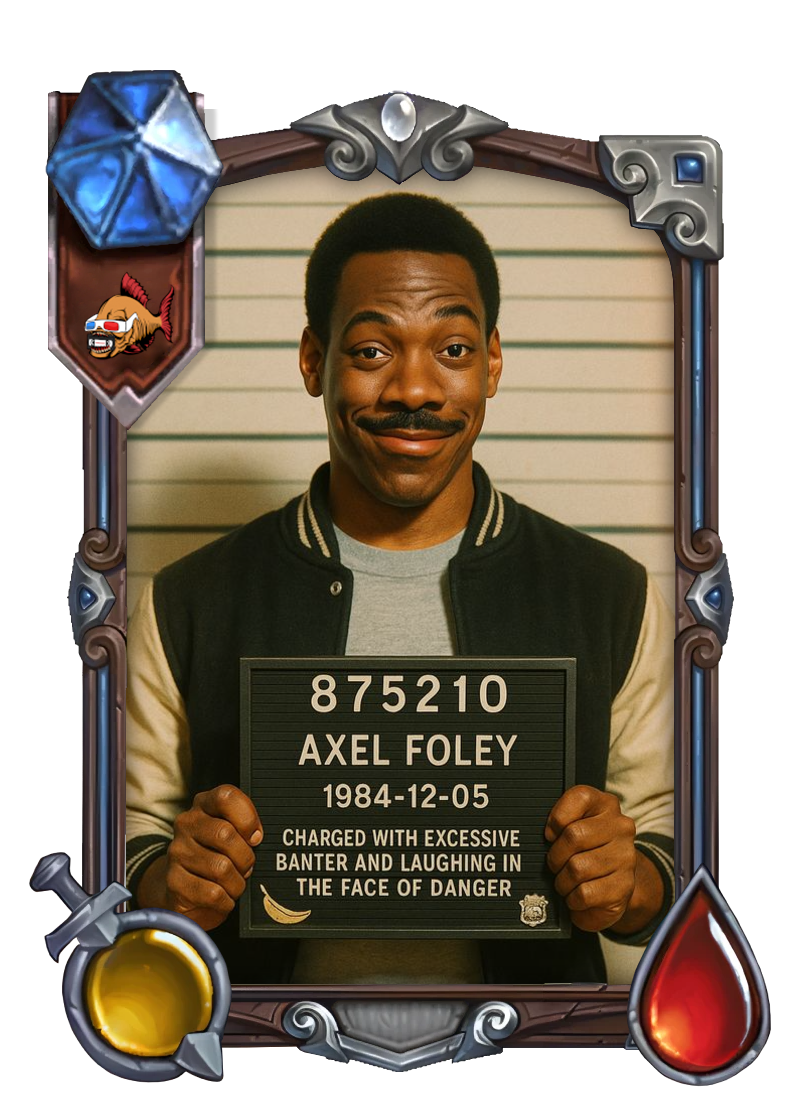 875210
AXEL FOLEY
1984-12-05
CHARGED WITH EXCESSIVE
BANTER AND LAUGHING IN
THE FACE OF DANGER